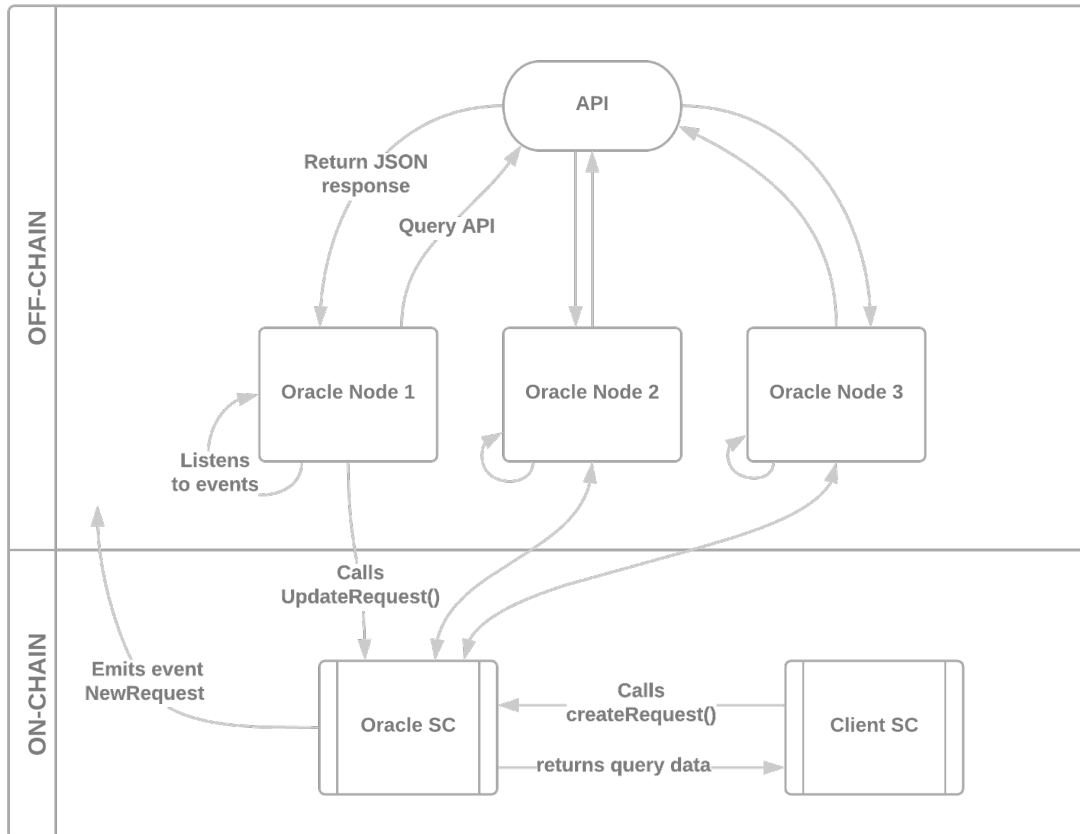 OFF-CHAIN
API
Return JSON
response
Query API
Oracle Node 1
Oracle Node 2
Oracle Node 3
Listens
to events
ON-CHAIN
Calls
UpdateRequest()
Emits event
NewRequest
Oracle SC
Calls
createRequest()
Client SC
returns query data